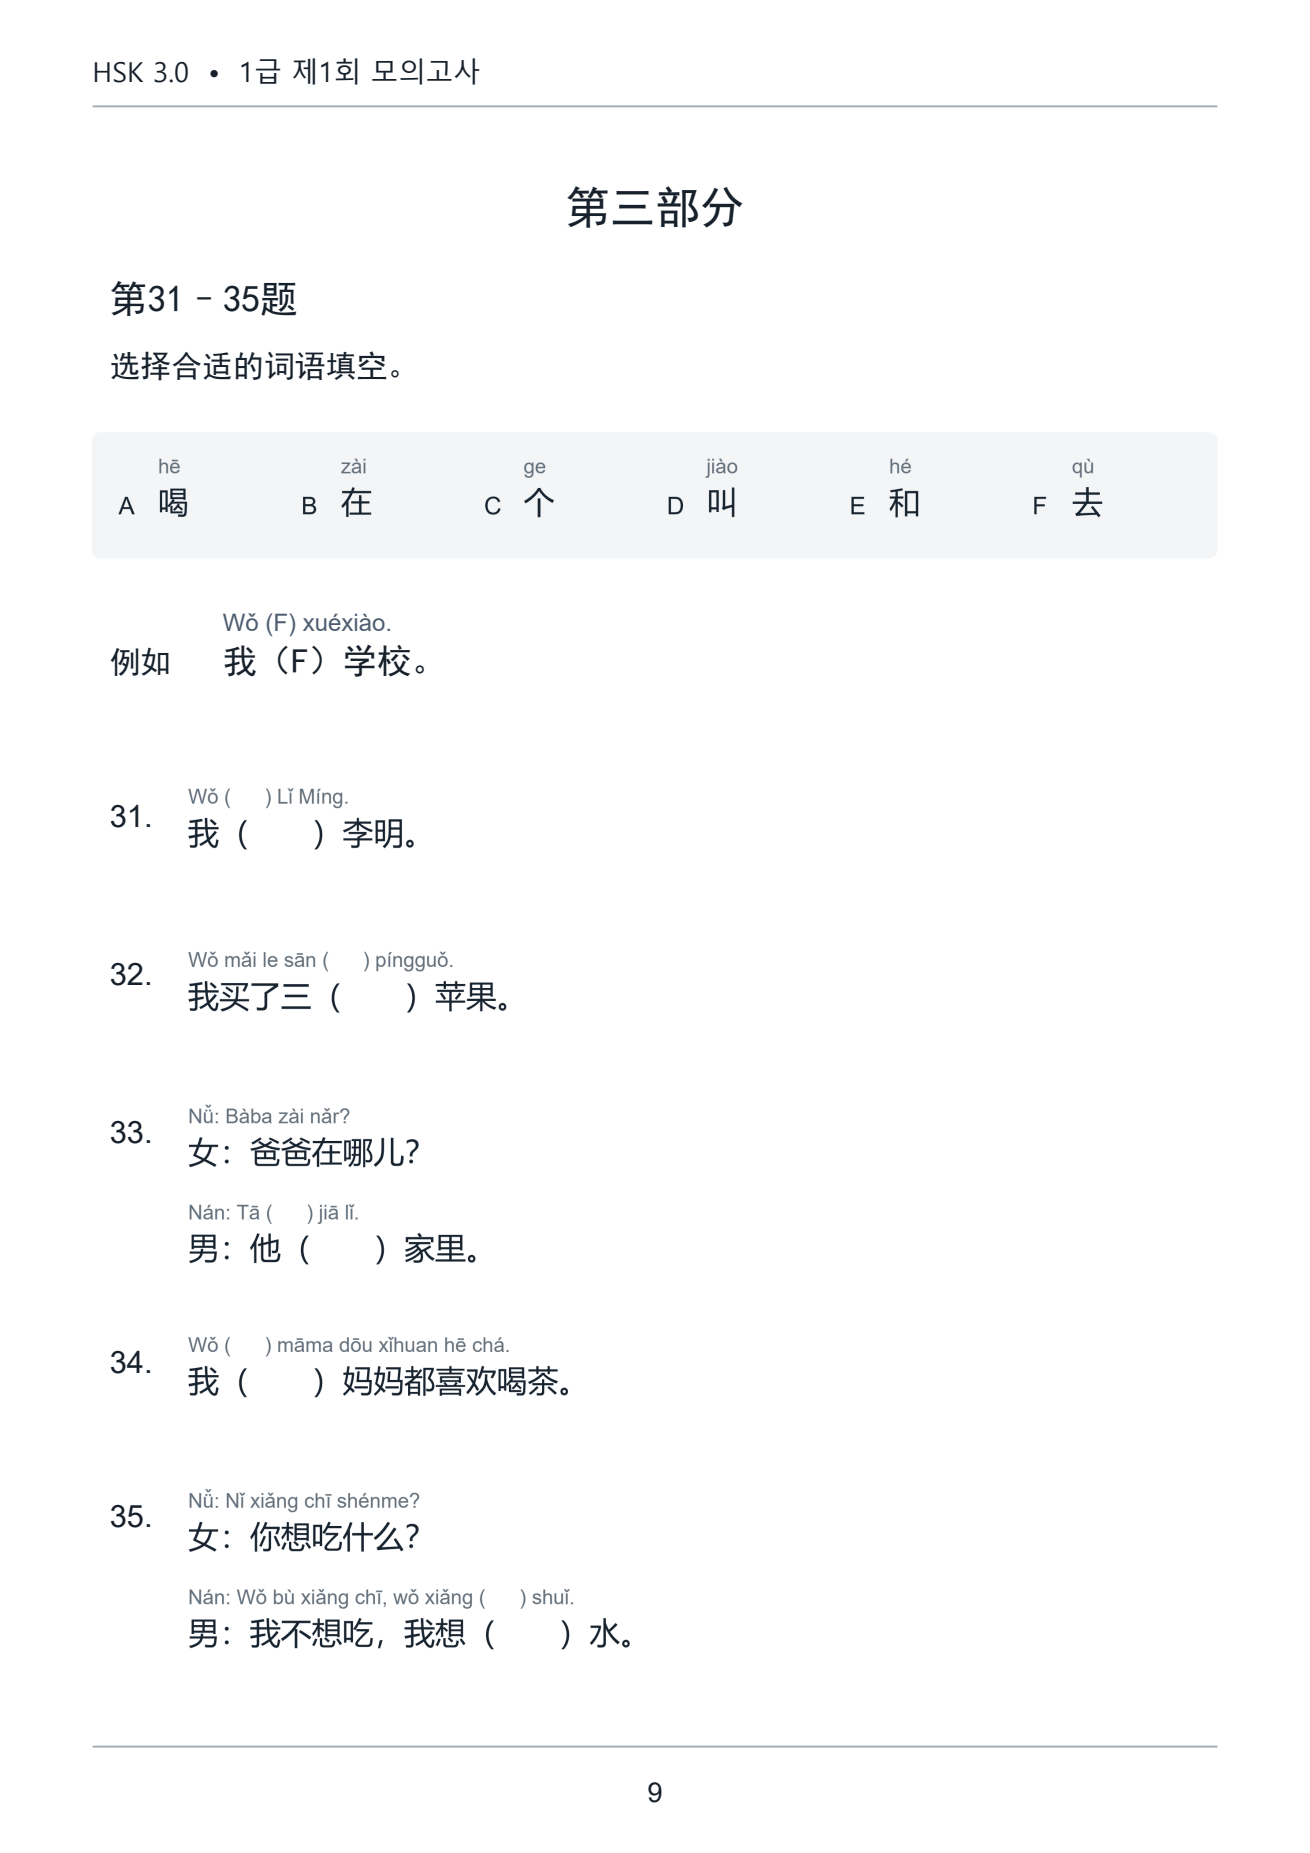 HSK 3.0 • 1급 제1회 모의고사
第三部分
第31 – 35题
选择合适的词语填空。
hē zài ge jiào hé qù
A 喝 B 在 C 个 D 叫 E 和 F 去
Wǒ (F) xuéxiào.
例如 我（F）学校。
Wǒ ( ) Lǐ Míng.
31. 我（ ）李明。
Wǒ mǎi le sān ( ) píngguǒ.
32. 我买了三（ ）苹果。
Nǚ: Bàba zài nǎr?
33. 女：爸爸在哪儿？
Nán: Tā ( ) jiā lǐ.
男：他（ ）家里。
Wǒ ( ) māma dōu xǐhuan hē chá.
34. 我（ ）妈妈都喜欢喝茶。
Nǚ: Nǐ xiǎng chī shénme?
35. 女：你想吃什么？
Nán: Wǒ bù xiǎng chī, wǒ xiǎng ( ) shuǐ.
男：我不想吃，我想（ ）水。
9